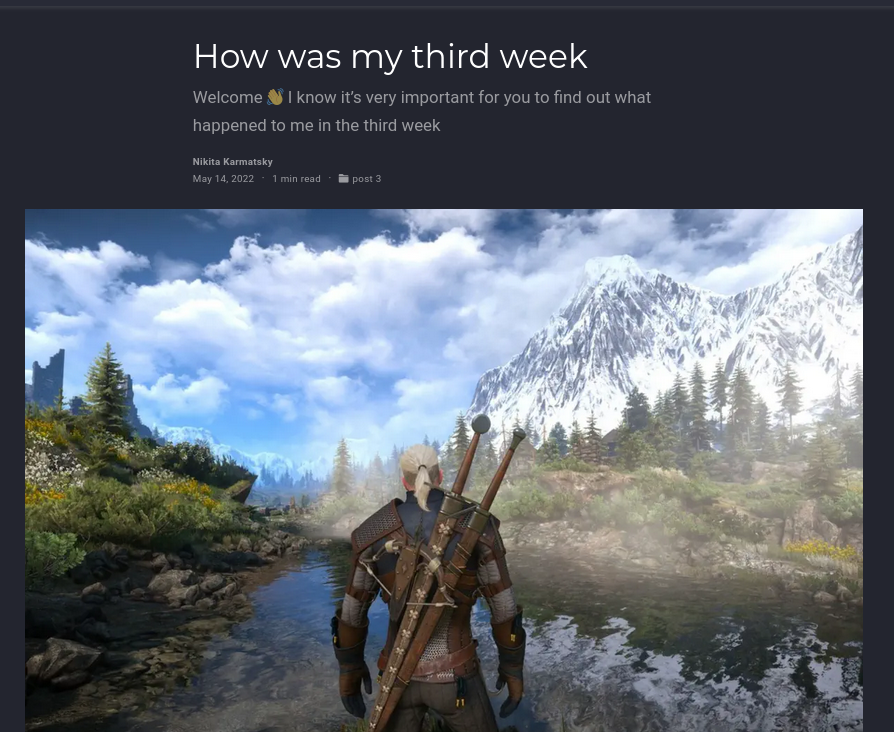 How was my third week
Welcome 👋 I know it's very important for you to find out what
happened to me in the third week
Nikita Karmatsky
May 14, 2022 · 1 min read · post 3